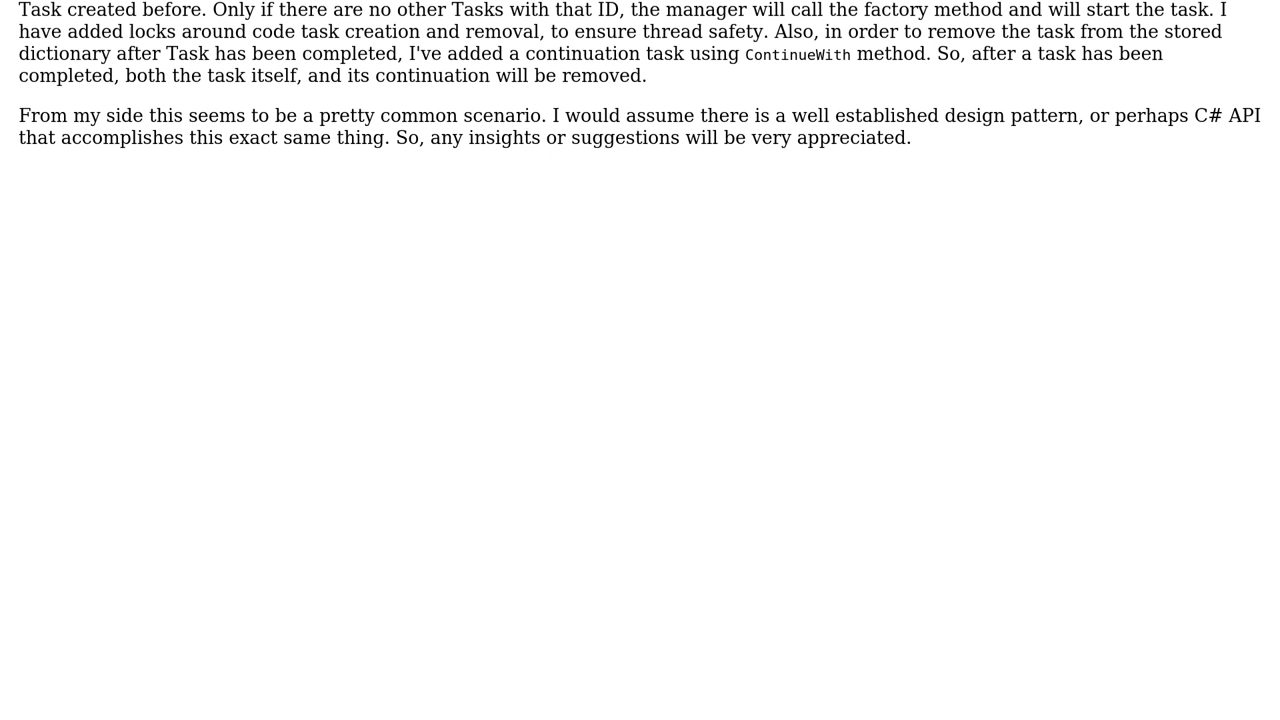 Task created before. Only if there are no other Tasks with that ID, the manager will call the factory method and will start the task. I
have added locks around code task creation and removal, to ensure thread safety. Also, in order to remove the task from the stored
dictionary after Task has been completed, I've added a continuation task using ContinueWith method. So, after a task has been
completed, both the task itself, and its continuation will be removed.
From my side this seems to be a pretty common scenario. I would assume there is a well established design pattern, or perhaps C# API
that accomplishes this exact same thing. So, any insights or suggestions will be very appreciated.